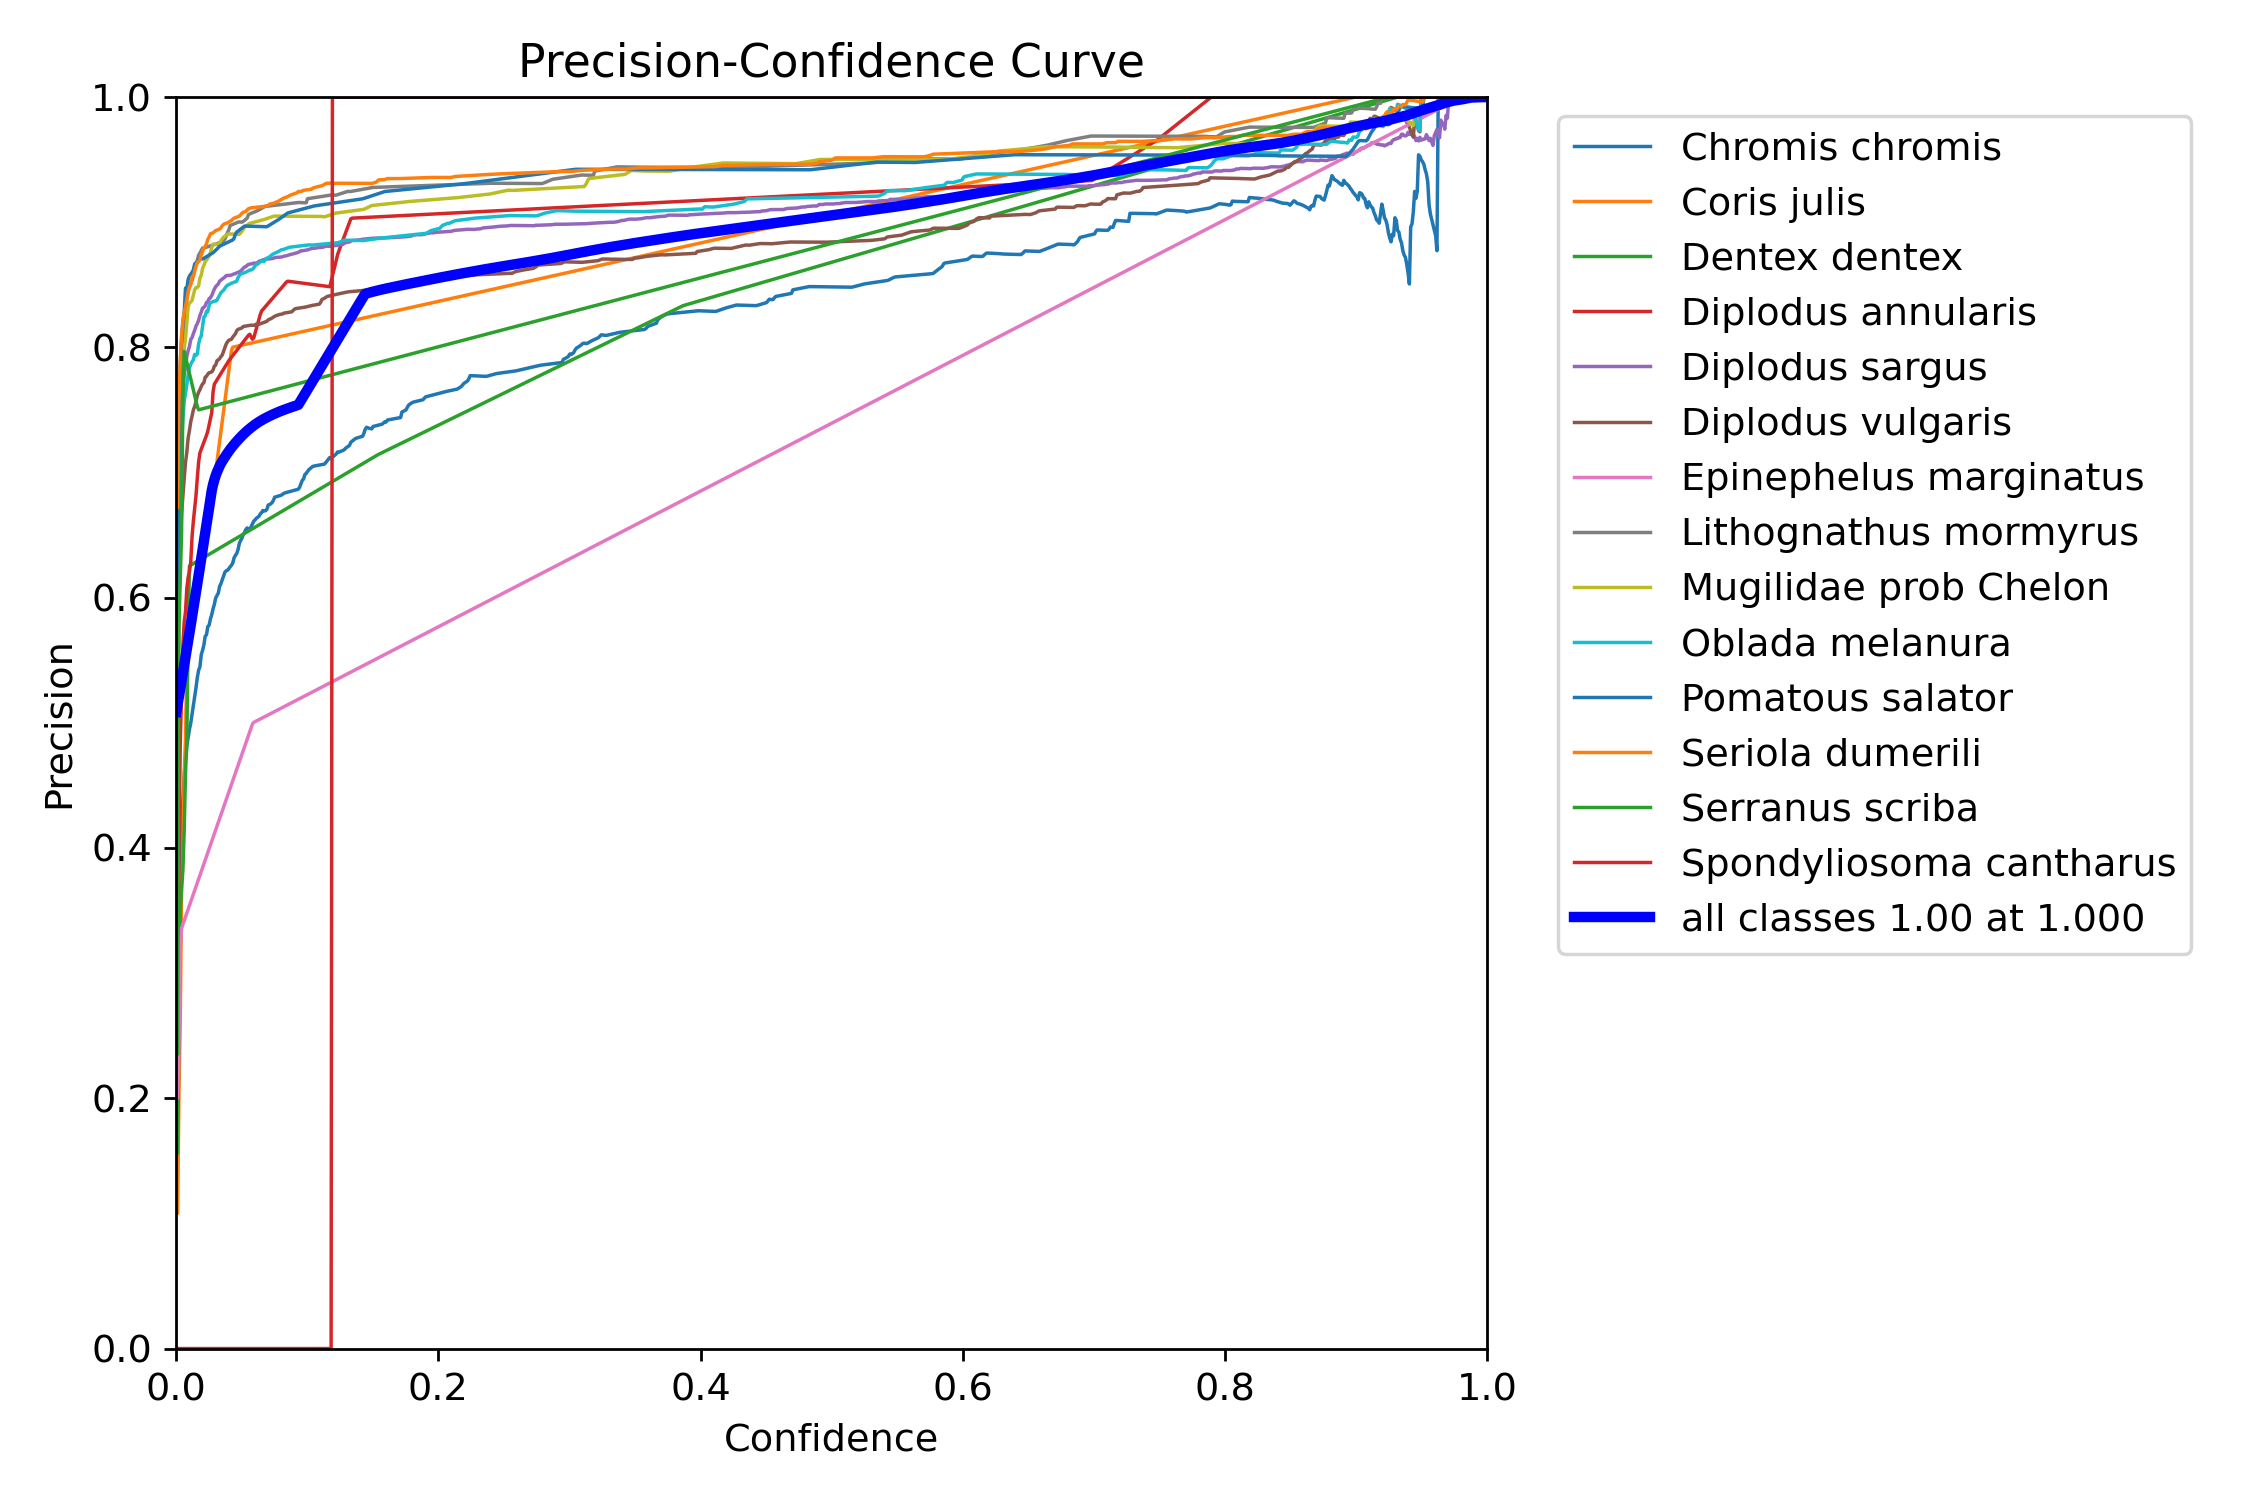 Precision-Confidence Curve
1.0
0.8
0.6
0.4
0.2
0.0
Precision
0.0 0.2 0.4 0.6 0.8 1.0
Confidence
Chromis chromis
Coris julis
Dentex dentex
Diplodus annularis
Diplodus sargus
Diplodus vulgaris
Epinephelus marginatus
Lithognathus mormyrus
Mugilidae prob Chelon
Oblada melanura
Pomatous salator
Seriola dumerili
Serranus scriba
Spondyliosoma cantharus
all classes 1.00 at 1.000